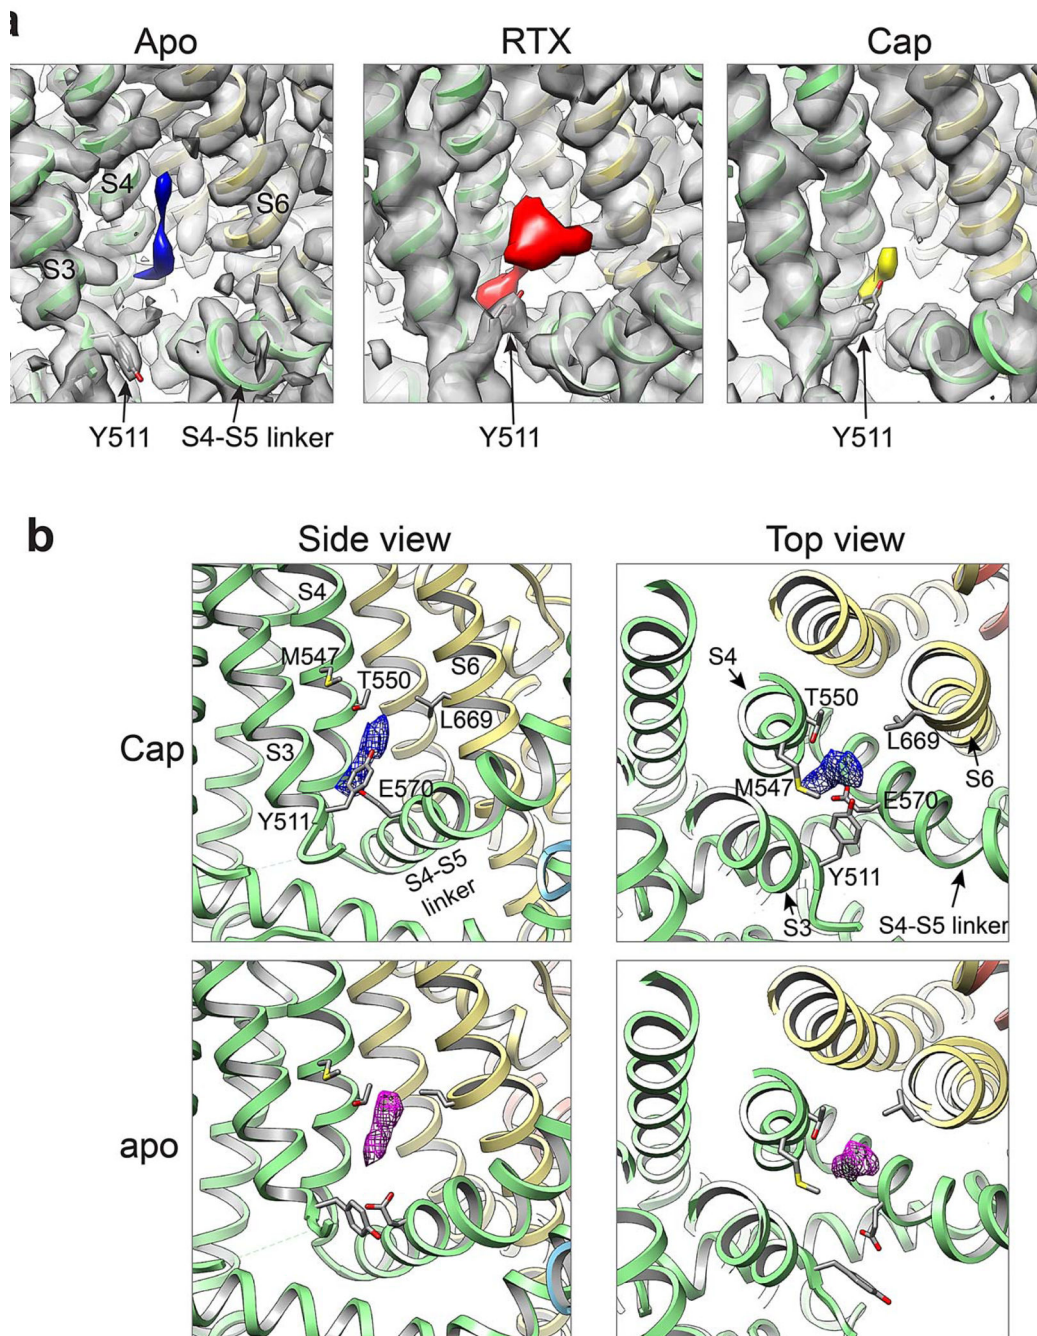 a
Apo
RTX
Cap
S4
S6
S3
Y511
S4-S5 linker
Y511
Y511
b
Side view
Top view
Cap
S4
M547
T550
S6
L669
S3
E570
Y511
S4-S5
linker
S4
T550
L669
S6
M547
E570
Y511
S3
S4-S5 linker
apo